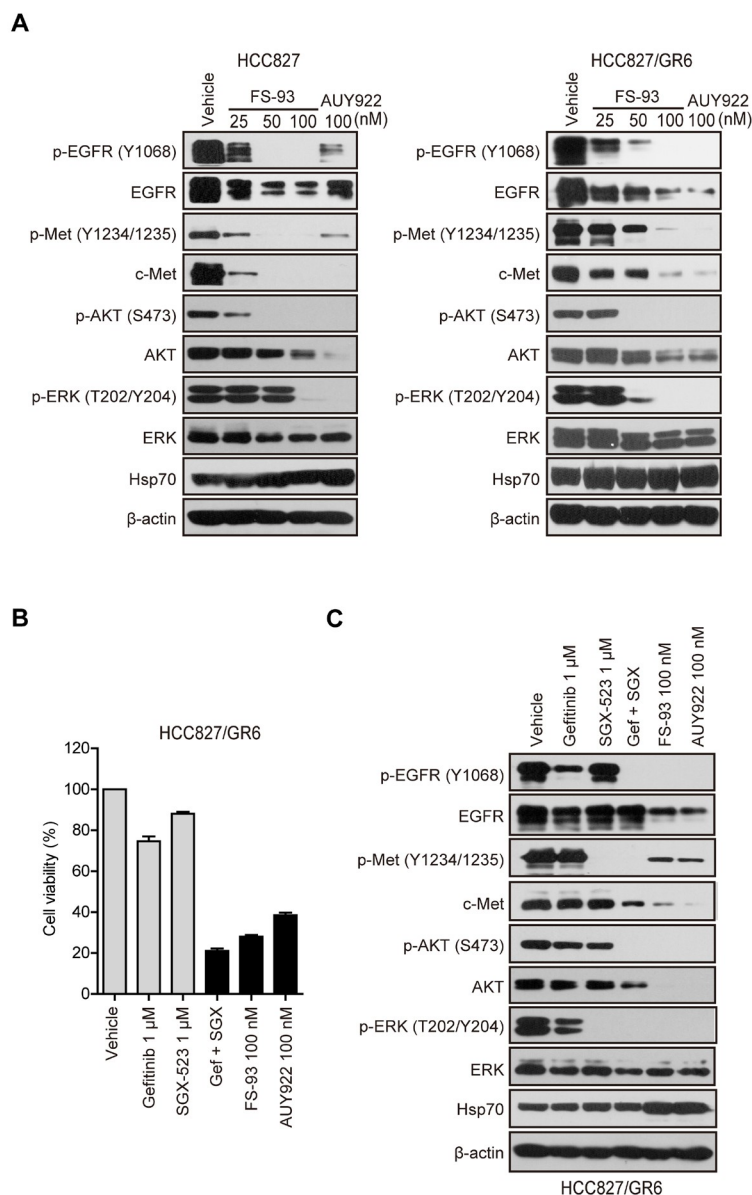 A
HCC827
Vehicle
FS-93
AUY922
25 50 100 100 (nM)
p-EGFR (Y1068)
EGFR
p-Met (Y1234/1235)
c-Met
p-AKT (S473)
AKT
p-ERK (T202/Y204)
ERK
Hsp70
β-actin
HCC827/GR6
Vehicle
FS-93
AUY922
25 50 100 100 (nM)
p-EGFR (Y1068)
EGFR
p-Met (Y1234/1235)
c-Met
p-AKT (S473)
AKT
p-ERK (T202/Y204)
ERK
Hsp70
β-actin
B
HCC827/GR6
Cell viability (%)
120
100
80
60
40
20
0
Vehicle
Gefitinib 1 μM
SGX-523 1 μM
Gef + SGX
FS-93 100 nM
AUY922 100 nM
C
Vehicle
Gefitinib 1 μM
SGX-523 1 μM
Gef + SGX
FS-93 100 nM
AUY922 100 nM
p-EGFR (Y1068)
EGFR
p-Met (Y1234/1235)
c-Met
p-AKT (S473)
AKT
p-ERK (T202/Y204)
ERK
Hsp70
β-actin
HCC827/GR6